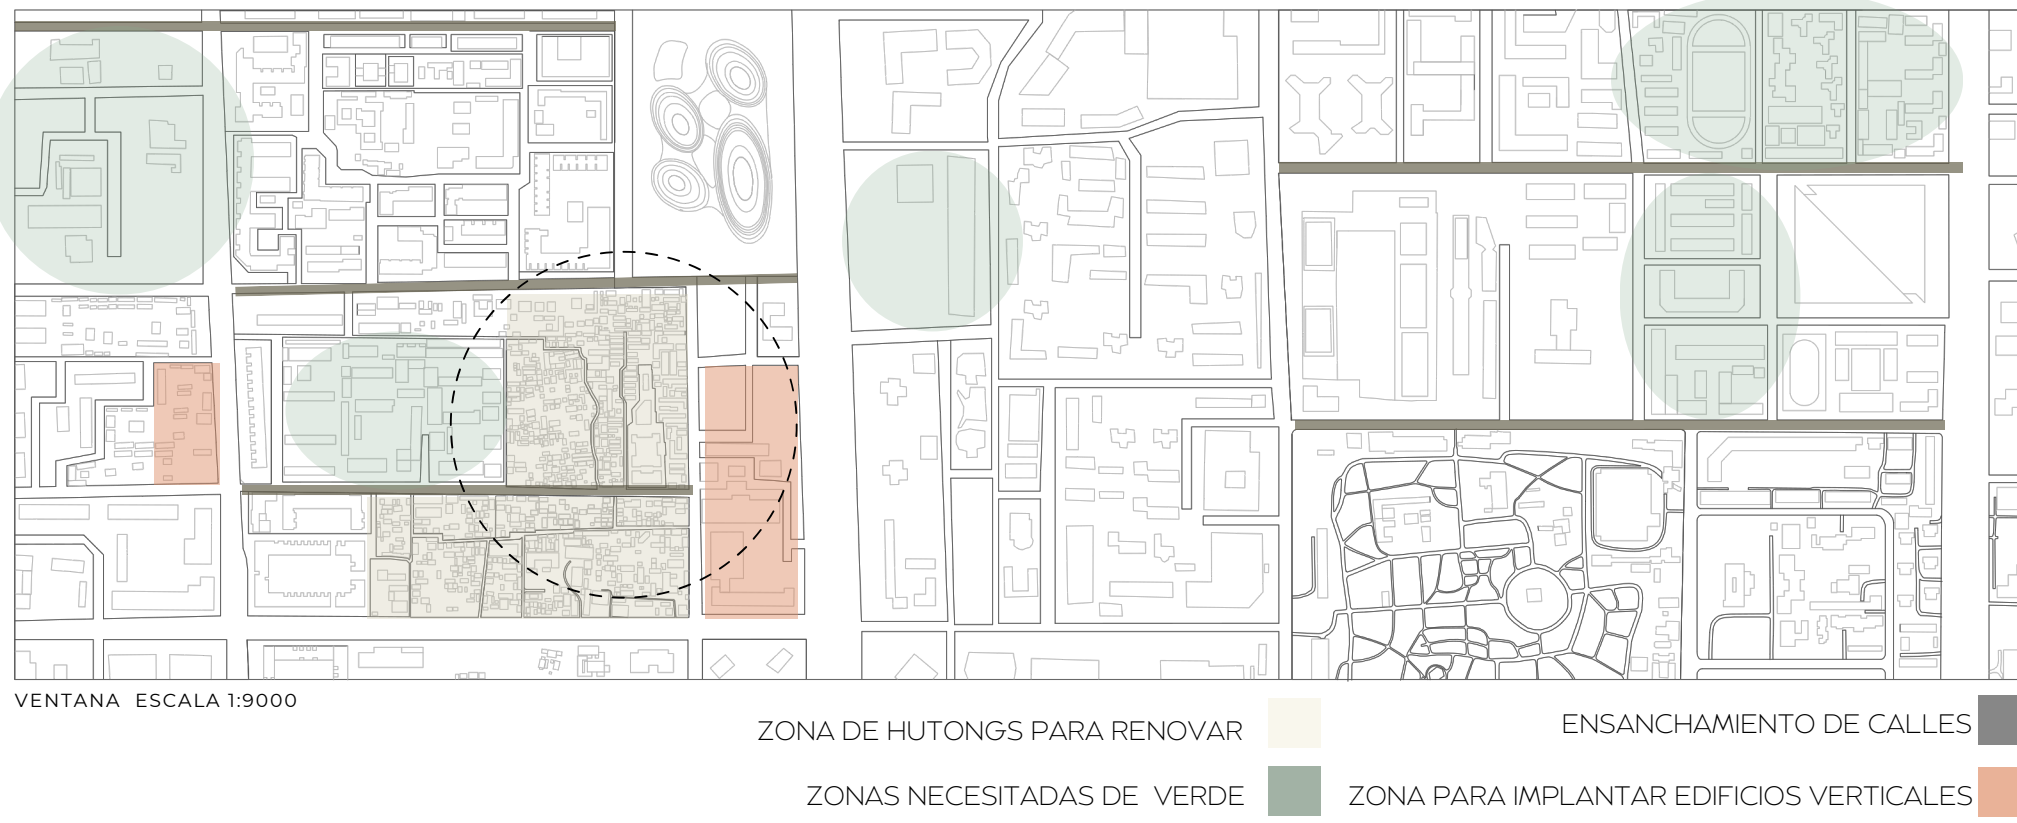 VENTANA ESCALA 1:9000
ZONA DE HUTONGS PARA RENOVAR
ENSANCHAMIENTO DE CALLES
ZONAS NECESITADAS DE VERDE
ZONA PARA IMPLANTAR EDIFICIOS VERTICALES